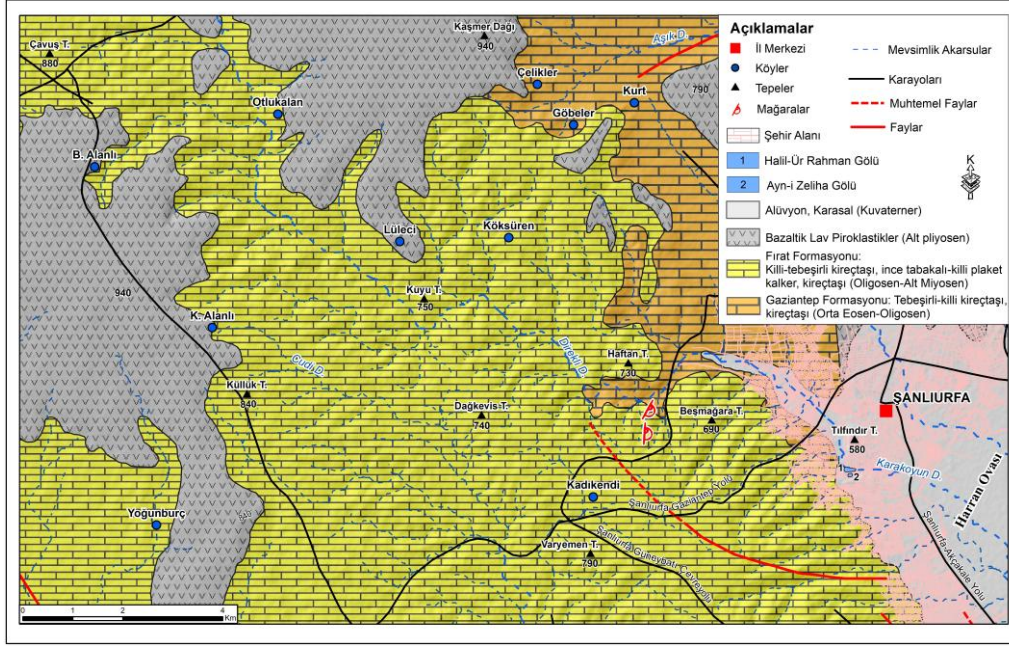 Çavuş T.
880
Kaşmer Dağı
940
Aşık D.
Çelikler
790
Otlukalan
Kurt
Göbeler
B. Alanlı
Lüleci
Köksüren
940
Kuyu T.
750
K. Alanlı
Cudi D.
Direkli D.
Haftan T.
730
Küllük T.
840
Dağkevis T.
740
Beşmağara T.
690
ŞANLIURFA
Tılfındır T.
580
Karakoyun D.
1
2
Harran Ovası
Kadıkendi
Şanlıurfa Gaziantep Yolu
Yoğunburç
Şanlıurfa Güneybatı Çevreyolu
Şanlıurfa-Akçakale Yolu
Varyemen T.
790
0 1 2 4
Km
Açıklamalar
İl Merkezi
Köyler
Tepeler
Mağaralar
Mevsimlik Akarsular
Karayoları
Muhtemel Faylar
Faylar
Şehir Alanı
1 Halil-Ür Rahman Gölü
2 Ayn-i Zeliha Gölü
K
Alüvyon, Karasal (Kuvaterner)
Bazaltik Lav Piroklastikler (Alt pliyosen)
Fırat Formasyonu:
Killi-tebeşirli kireçtaşı, ince tabakalı-killi plaket
kalker, kireçtaşı (Oligosen-Alt Miyosen)
Gaziantep Formasyonu: Tebeşirli-killi kireçtaşı,
kireçtaşı (Orta Eosen-Oligosen)